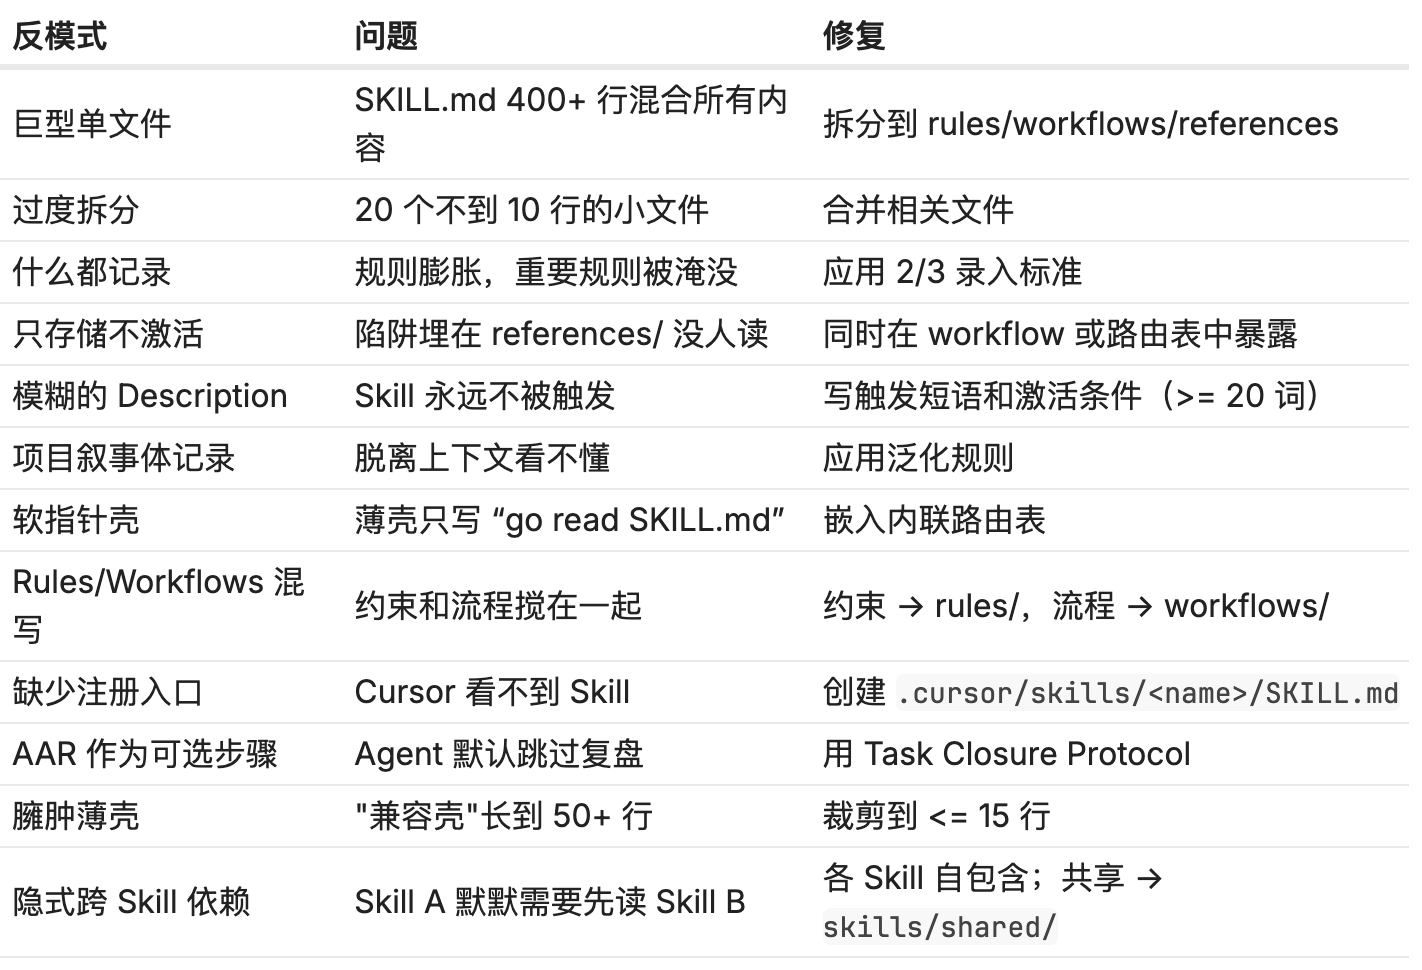 反模式 问题 修复
巨型单文件 SKILL.md 400+ 行混合所有内容 拆分到 rules/workflows/references
过度拆分 20 个不到 10 行的小文件 合并相关文件
什么都记录 规则膨胀，重要规则被淹没 应用 2/3 录入标准
只存储不激活 陷阱埋在 references/ 没人读 同时在 workflow 或路由表中暴露
模糊的 Description Skill 永远不被触发 写触发短语和激活条件（>= 20 词）
项目叙事体记录 脱离上下文看不懂 应用泛化规则
软指针壳 薄壳只写 “go read SKILL.md” 嵌入内联路由表
Rules/Workflows 混写 约束和流程搅在一起 约束 → rules/，流程 → workflows/
缺少注册入口 Cursor 看不到 Skill 创建 .cursor/skills/<name>/SKILL.md
AAR 作为可选步骤 Agent 默认跳过复盘 用 Task Closure Protocol
臃肿薄壳 "兼容壳"长到 50+ 行 裁剪到 <= 15 行
隐式跨 Skill 依赖 Skill A 默默需要先读 Skill B 各 Skill 自包含；共享 → skills/shared/